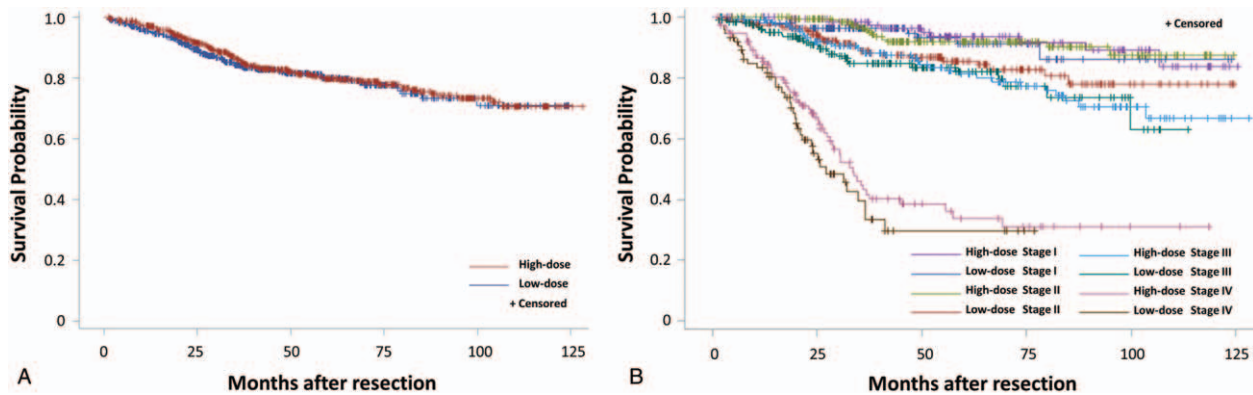 1.0
0.8
0.6
0.4
0.2
0
Survival Probability
High-dose
Low-dose
+ Censored
0 25 50 75 100 125
Months after resection
A
1.0
0.8
0.6
0.4
0.2
0
Survival Probability
+ Censored
High-dose Stage I High-dose Stage III
Low-dose Stage I Low-dose Stage III
High-dose Stage II High-dose Stage IV
Low-dose Stage II Low-dose Stage IV
0 25 50 75 100 125
Months after resection
B